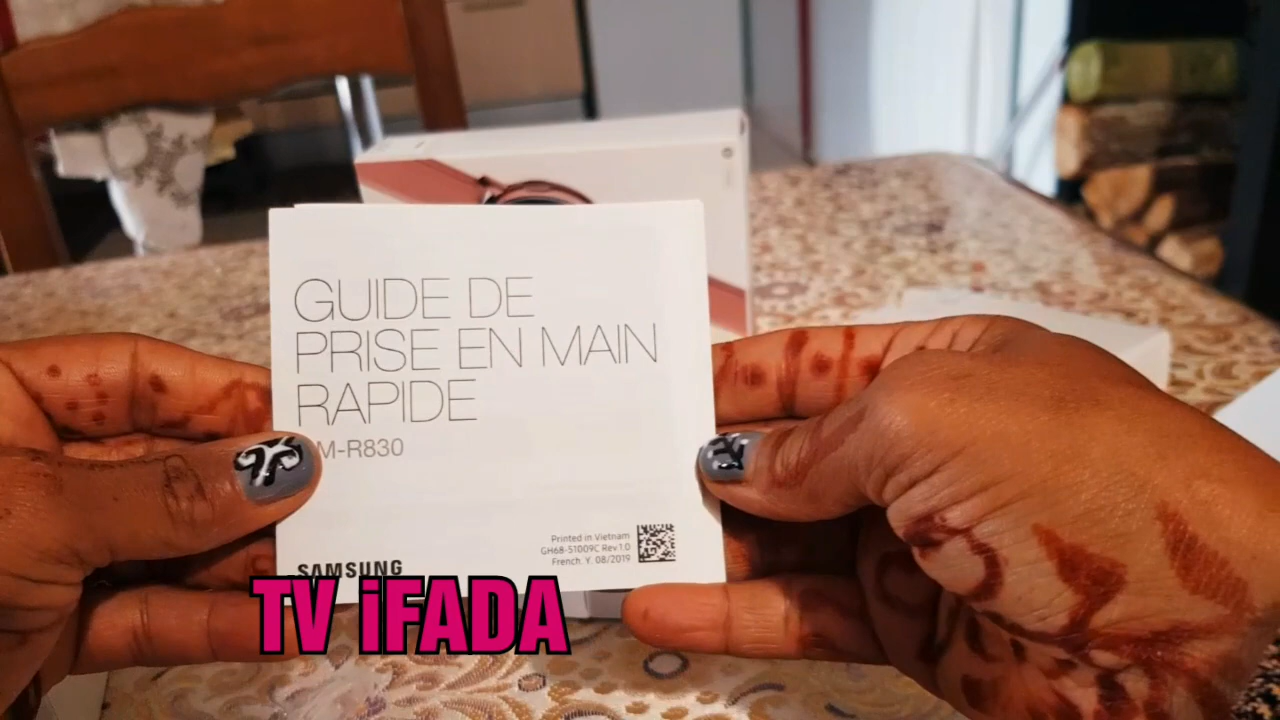 GUIDE DE
PRISE EN MAIN
RAPIDE
M-R830
Printed in Vietnam
GH68-51009C Rev.1.0
French. Y. 08/2019
SAMSUNG
TV iFADA